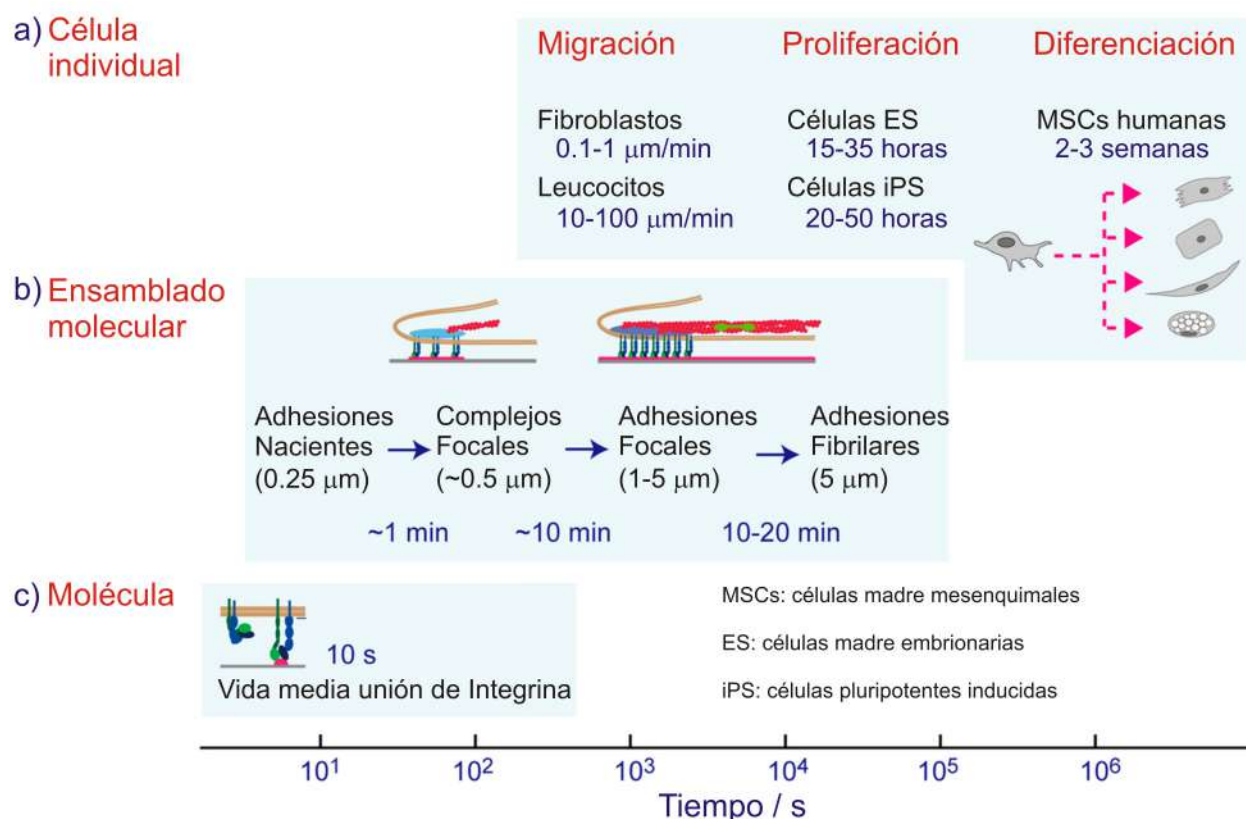 a) Célula
individual
Migración
Proliferación
Diferenciación
Fibroblastos
0.1-1 μm/min
Leucocitos
10-100 μm/min
Células ES
15-35 horas
Células iPS
20-50 horas
MSCs humanas
2-3 semanas
b) Ensamblado
molecular
Adhesiones
Nacientes
(0.25 μm)
Complejos
Focales
(~0.5 μm)
Adhesiones
Focales
(1-5 μm)
Adhesiones
Fibrilares
(5 μm)
~1 min
~10 min
10-20 min
c) Molécula
10 s
Vida media unión de Integrina
MSCs: células madre mesenquimales
ES: células madre embrionarias
iPS: células pluripotentes inducidas
10¹ 10² 10³ 10⁴ 10⁵ 10⁶
Tiempo / s